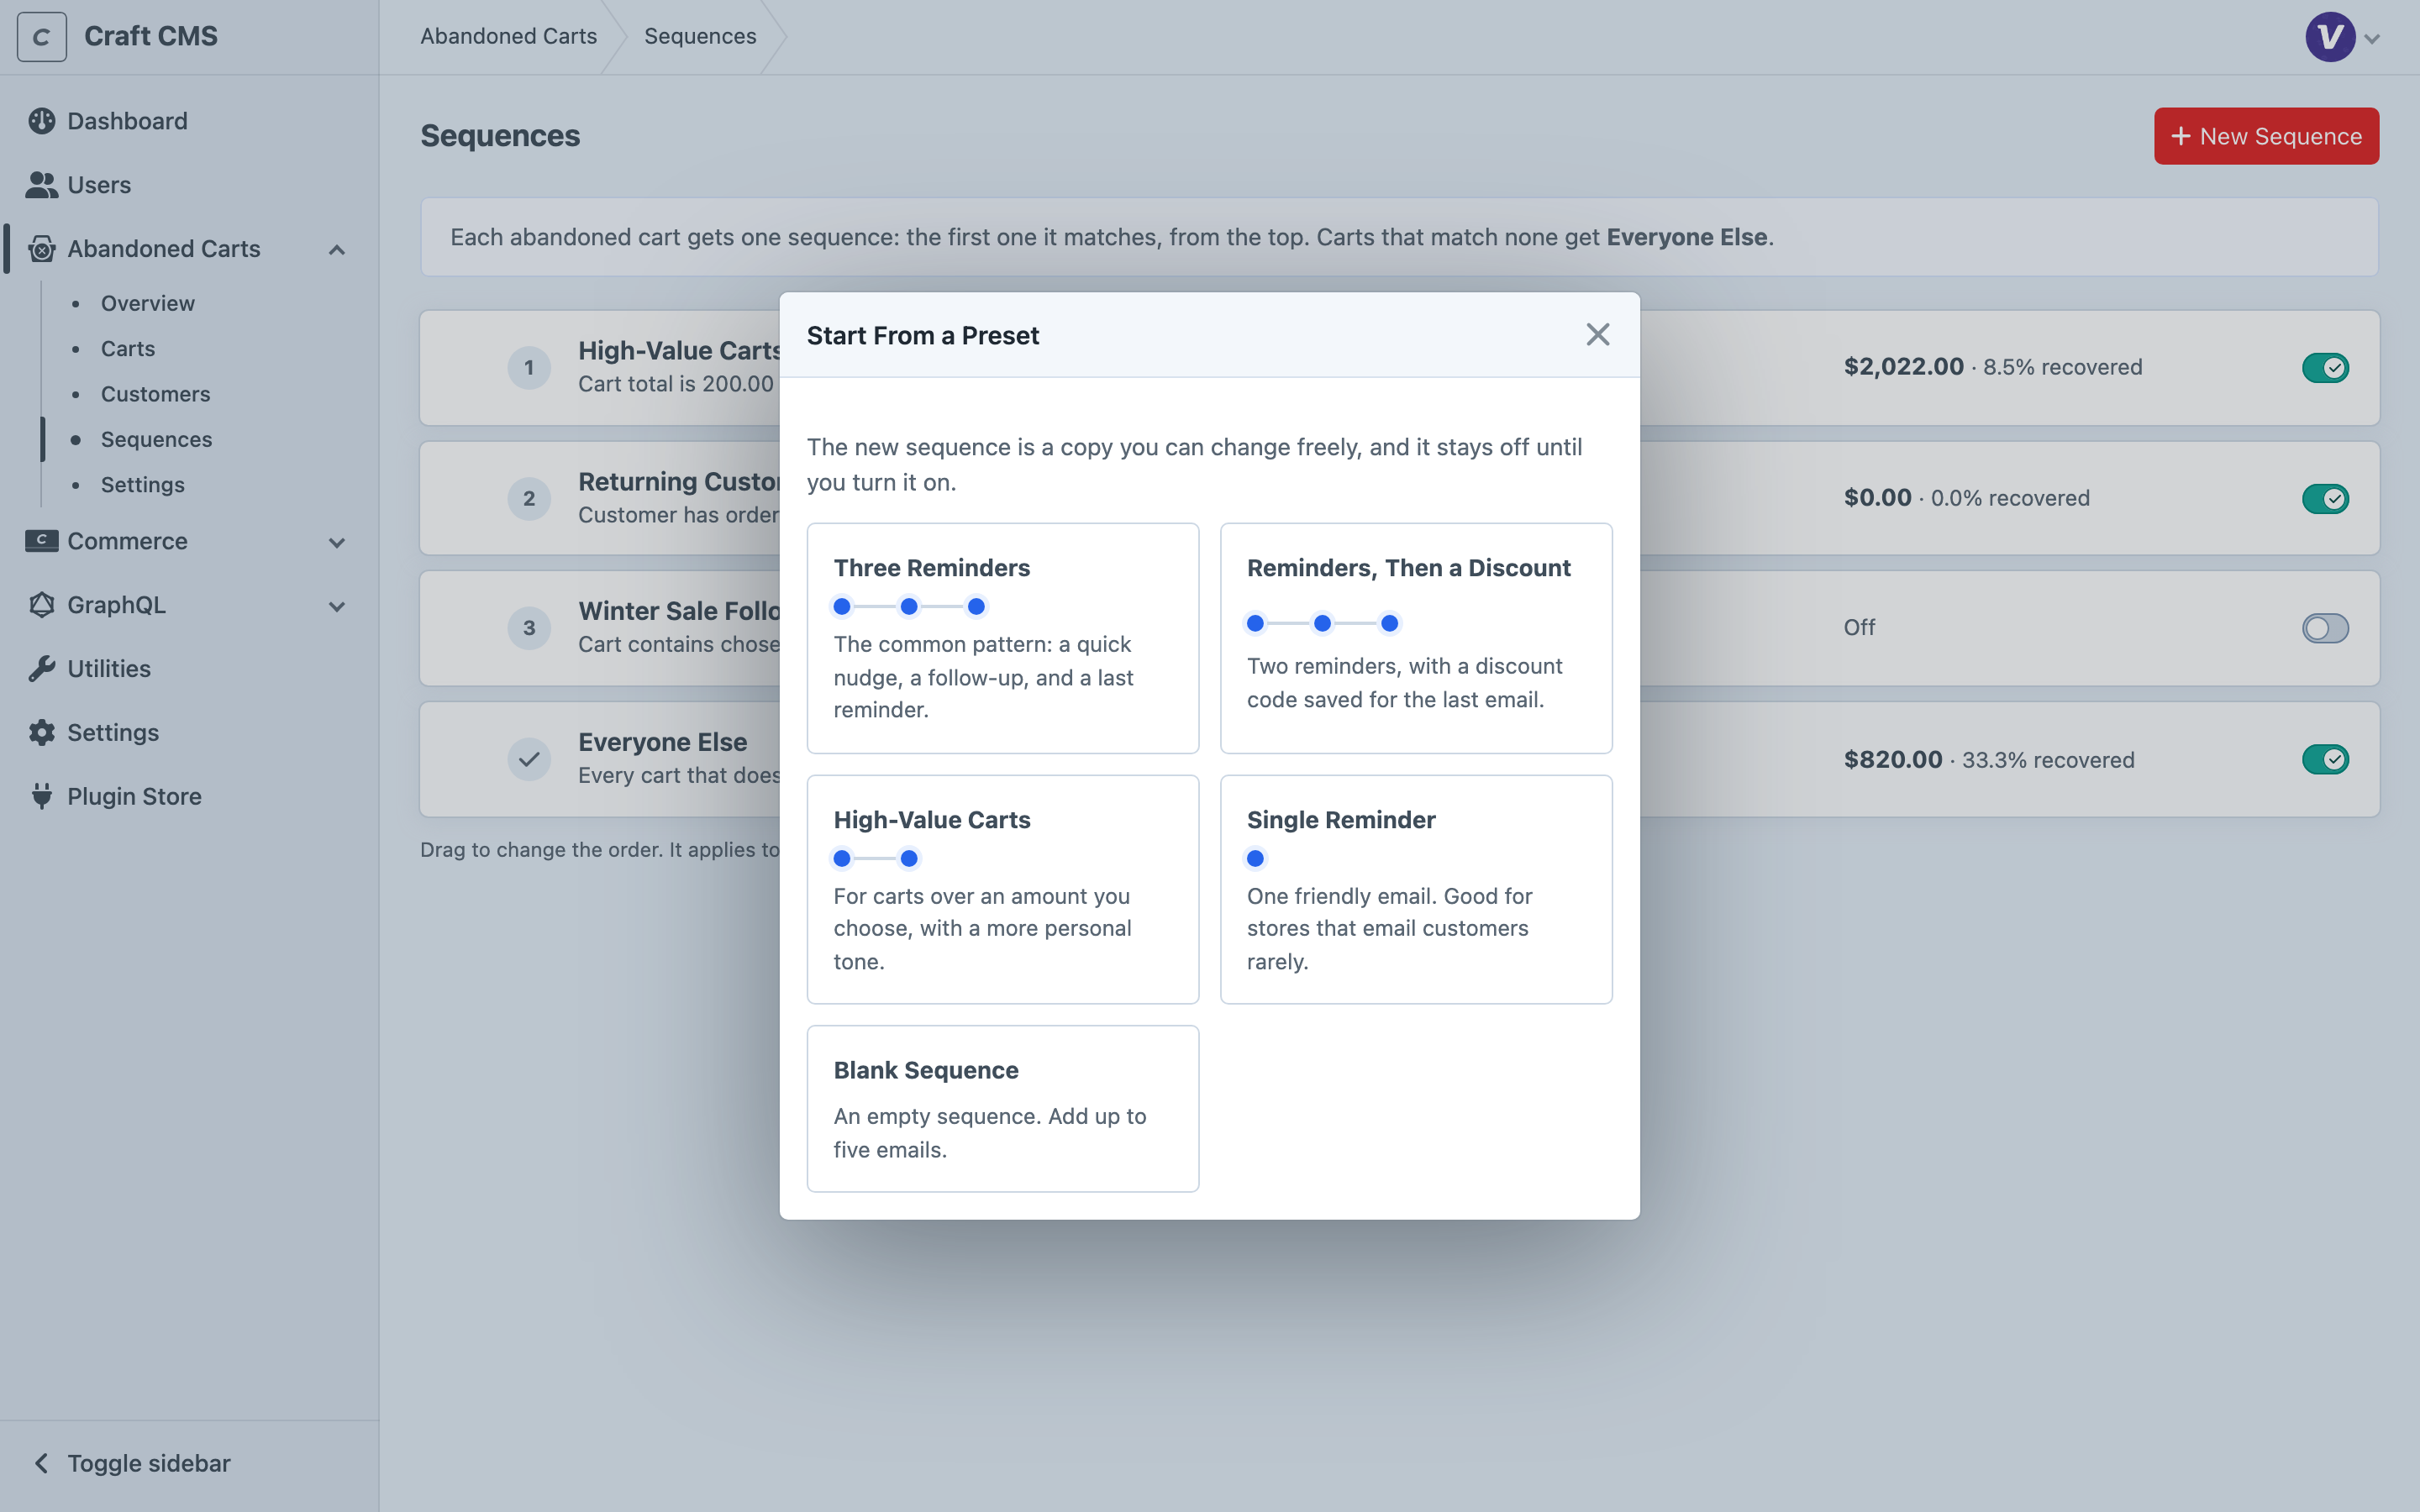 C Craft CMS
Abandoned Carts
Sequences
V
Dashboard
Users
Abandoned Carts
Overview
Carts
Customers
Sequences
Settings
C Commerce
GraphQL
Utilities
Settings
Plugin Store
Toggle sidebar
Sequences
+ New Sequence
Each abandoned cart gets one sequence: the first one it matches, from the top. Carts that match none get Everyone Else.
1
High-Value Carts
Cart total is 200.00
$2,022.00 · 8.5% recovered
2
Returning
Customer has
$0.00 · 0.0% recovered
3
Winter Sale
Cart contains
Off
Everyone Else
Every cart that does
$820.00 · 33.3% recovered
Drag to change the order. It applies to
Start From a Preset
The new sequence is a copy you can change freely, and it stays off until
you turn it on.
Three Reminders
The common pattern: a quick
nudge, a follow-up, and a last
reminder.
Reminders, Then a Discount
Two reminders, with a discount
code saved for the last email.
High-Value Carts
For carts over an amount you
choose, with a more personal
tone.
Single Reminder
One friendly email. Good for
stores that email customers
rarely.
Blank Sequence
An empty sequence. Add up to
five emails.